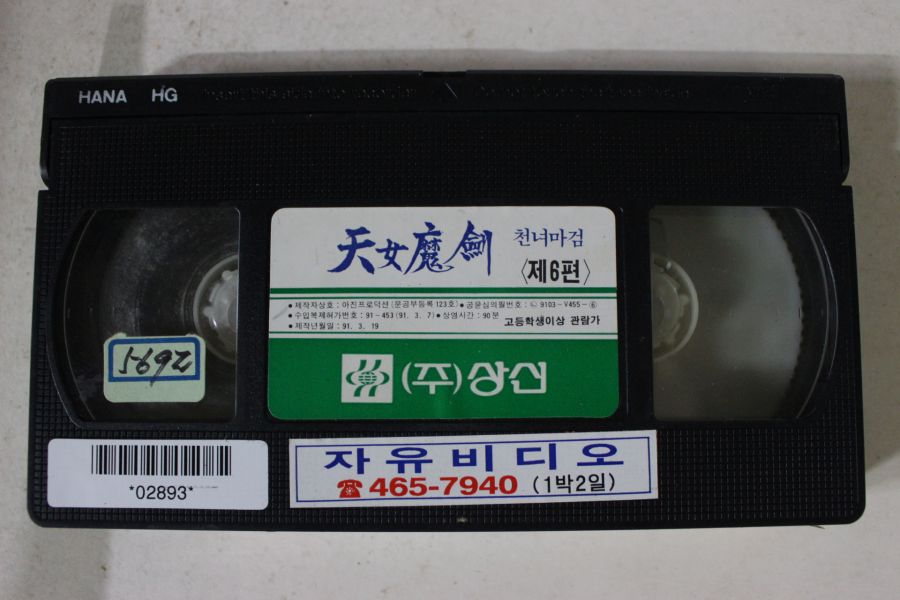 HANA HG
天女魔劍 천녀마검
〈제6편〉
• 제작자상호 : 아진프로덕션 (문공부등록 123호) • 공윤심의필번호 : 9103-V455-⑥
• 수입복제허가번호 : 91-453 (91. 3. 7) • 상영시간 : 90분
• 제작년월일 : 91. 3. 19
고등학생이상 관람가
(주)상신
5692
*02893*
자유비디오
☎465-7940 (1박2일)